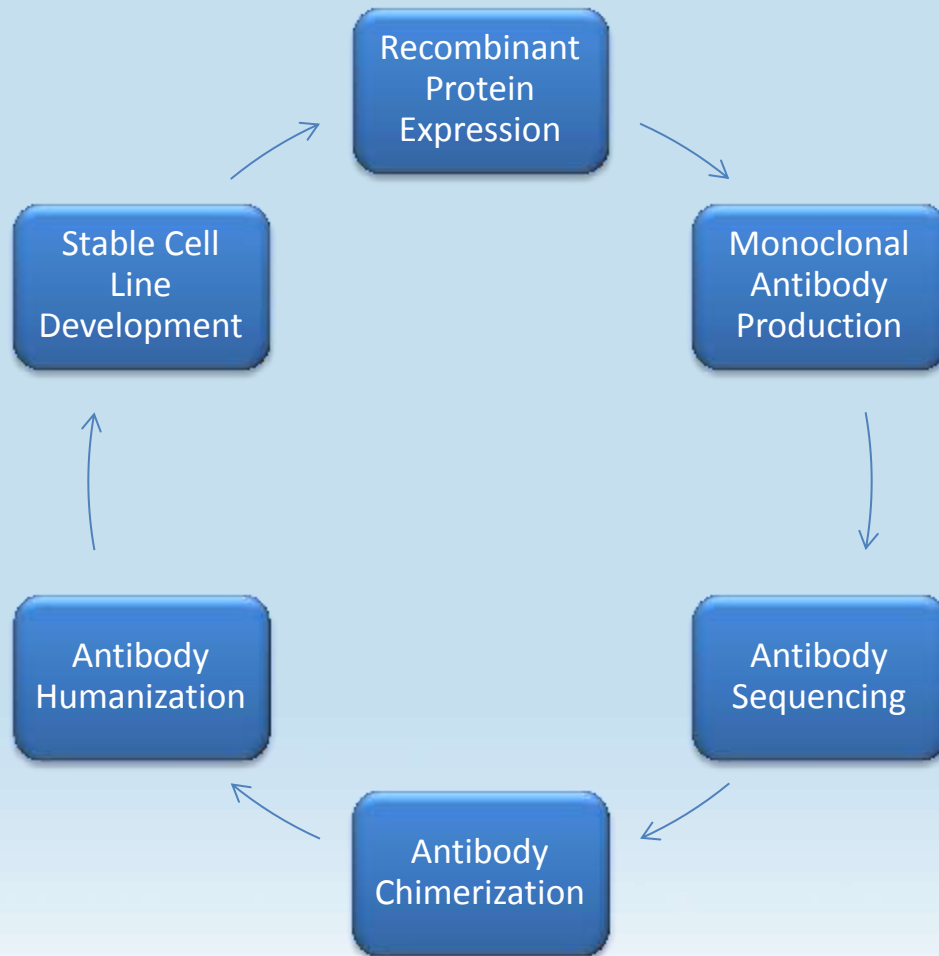 Recombinant
Protein
Expression
Monoclonal
Antibody
Production
Antibody
Sequencing
Antibody
Chimerization
Antibody
Humanization
Stable Cell
Line
Development